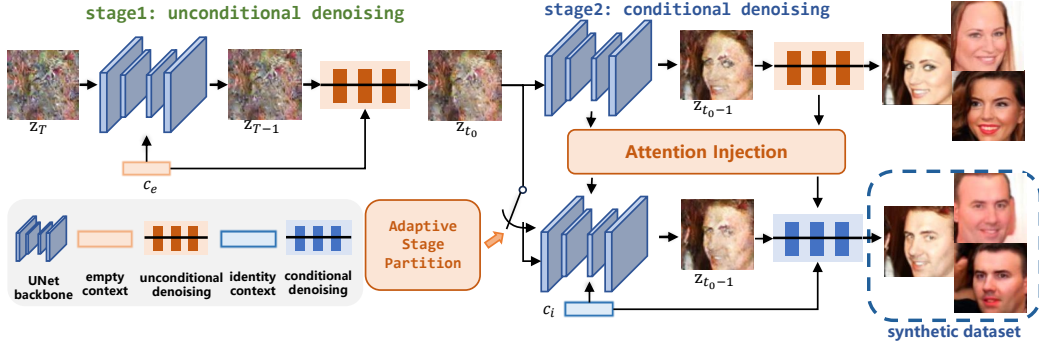 stage1: unconditional denoising
stage2: conditional denoising
z_T
z_{T−1}
z_{t_0}
z_{t_0−1}
c_e
Attention Injection
Adaptive
Stage
Partition
z_{t_0−1}
c_i
UNet
backbone
empty
context
unconditional
denoising
identity
context
conditional
denoising
synthetic dataset